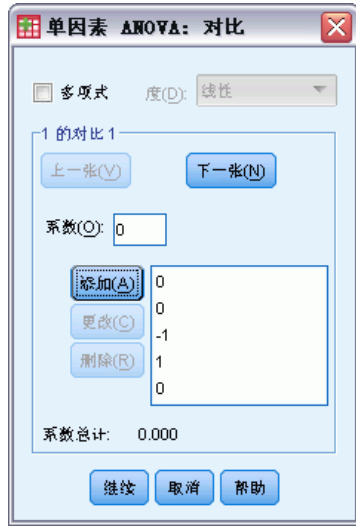 单因素 ANOVA：对比
多项式 度(D): 线性
1 的对比 1
上一张(V) 下一张(N)
系数(O): 0
添加(A)
更改(C)
删除(R)
0
0
-1
1
0
系数总计: 0.000
继续 取消 帮助